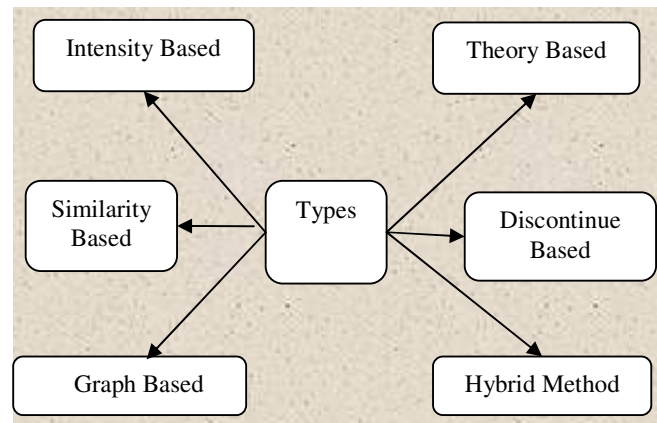 Intensity Based
Theory Based
Similarity
Based
Types
Discontinue
Based
Graph Based
Hybrid Method